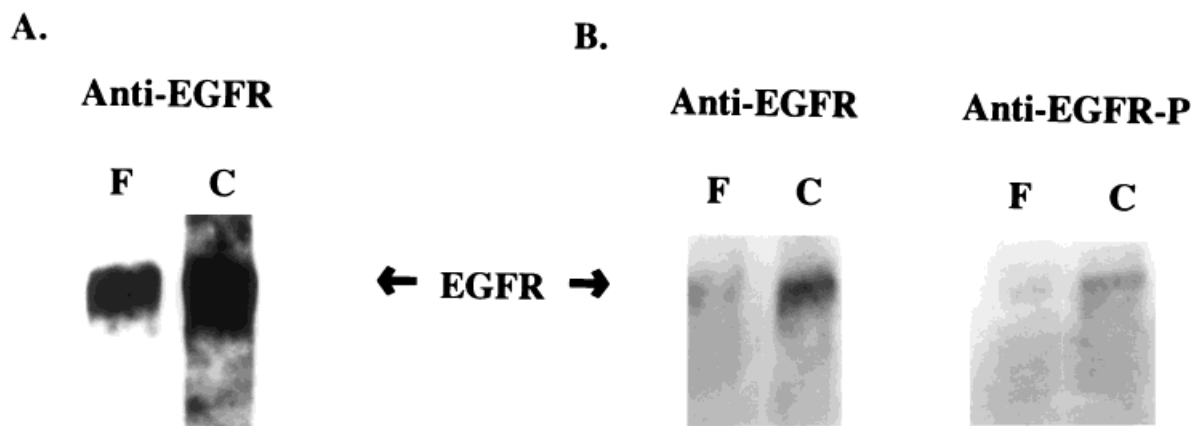 A.
Anti-EGFR
F C
← EGFR →
B.
Anti-EGFR Anti-EGFR-P
F C F C